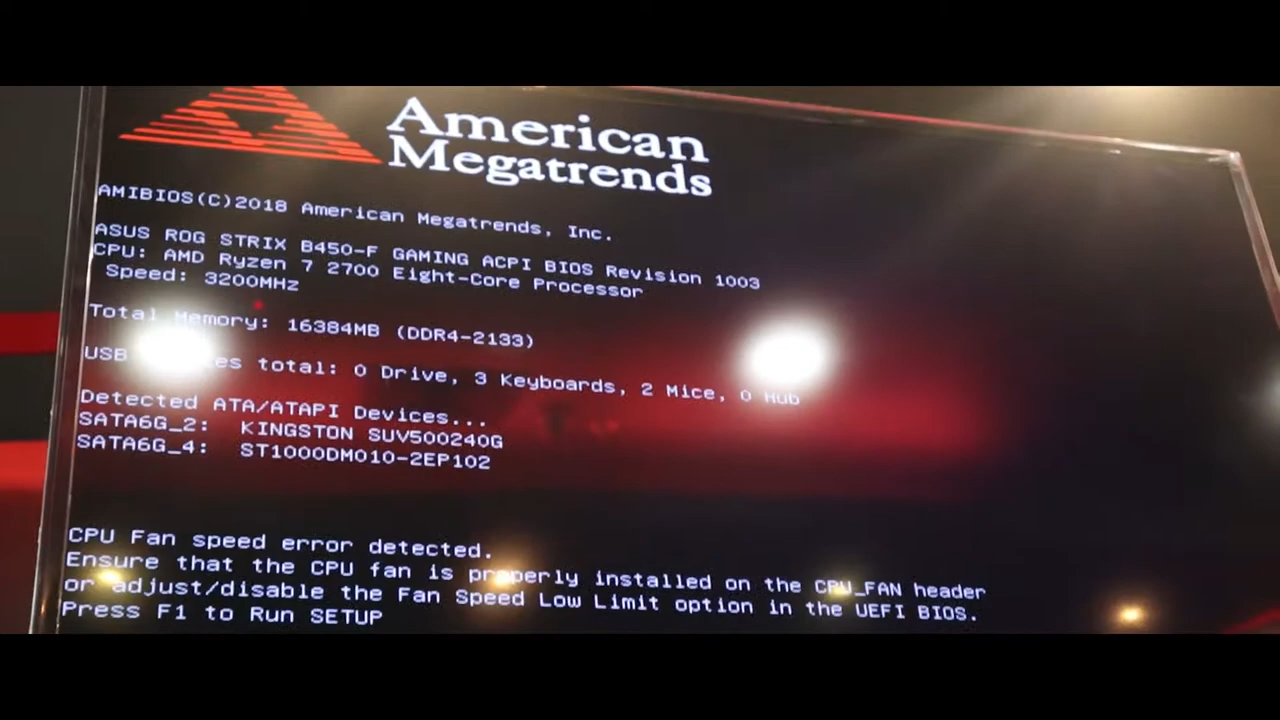 American
Megatrends
AMIBIOS(C)2018 American Megatrends, Inc.
ASUS ROG STRIX B450-F GAMING ACPI BIOS Revision 1003
CPU: AMD Ryzen 7 2700 Eight-Core Processor
Speed: 3200MHz
Total Memory: 16384MB (DDR4-2133)
USB total: 0 Drive, 3 Keyboards, 2 Mice, 0 Hub
Detected ATA/ATAPI Devices...
SATA6G_2: KINGSTON SUV500240G
SATA6G_4: ST1000DM010-2EP102
CPU Fan speed error detected.
Ensure that the CPU fan is properly installed on the CPU_FAN header
or adjust/disable the Fan Speed Low Limit option in the UEFI BIOS.
Press F1 to Run SETUP